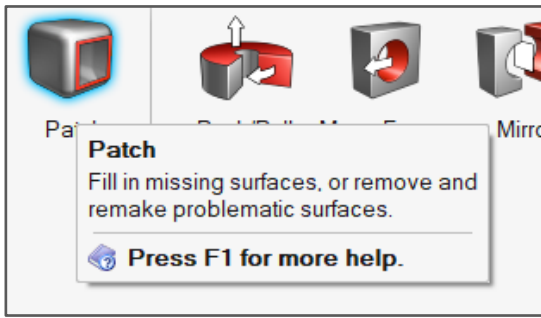 Patch
Fill in missing surfaces, or remove and
remake problematic surfaces.
Press F1 for more help.